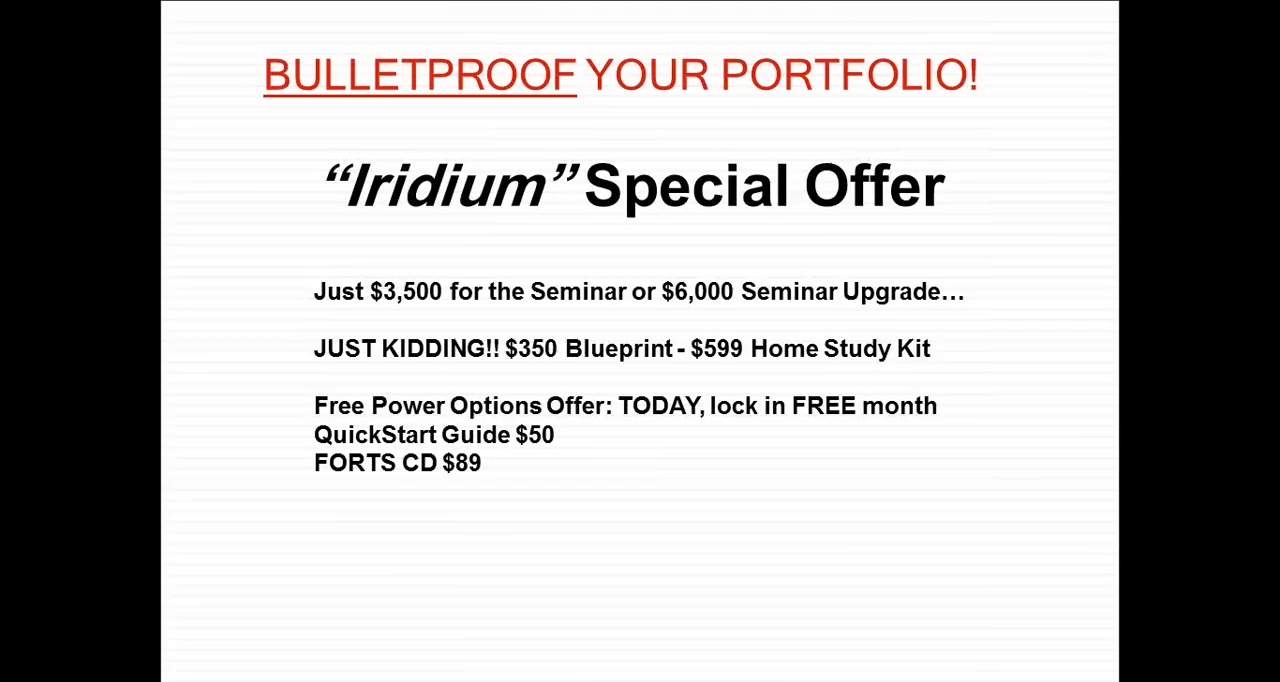 BULLETPROOF YOUR PORTFOLIO!
“Iridium” Special Offer
Just $3,500 for the Seminar or $6,000 Seminar Upgrade…
JUST KIDDING!! $350 Blueprint - $599 Home Study Kit
Free Power Options Offer: TODAY, lock in FREE month
QuickStart Guide $50
FORTS CD $89